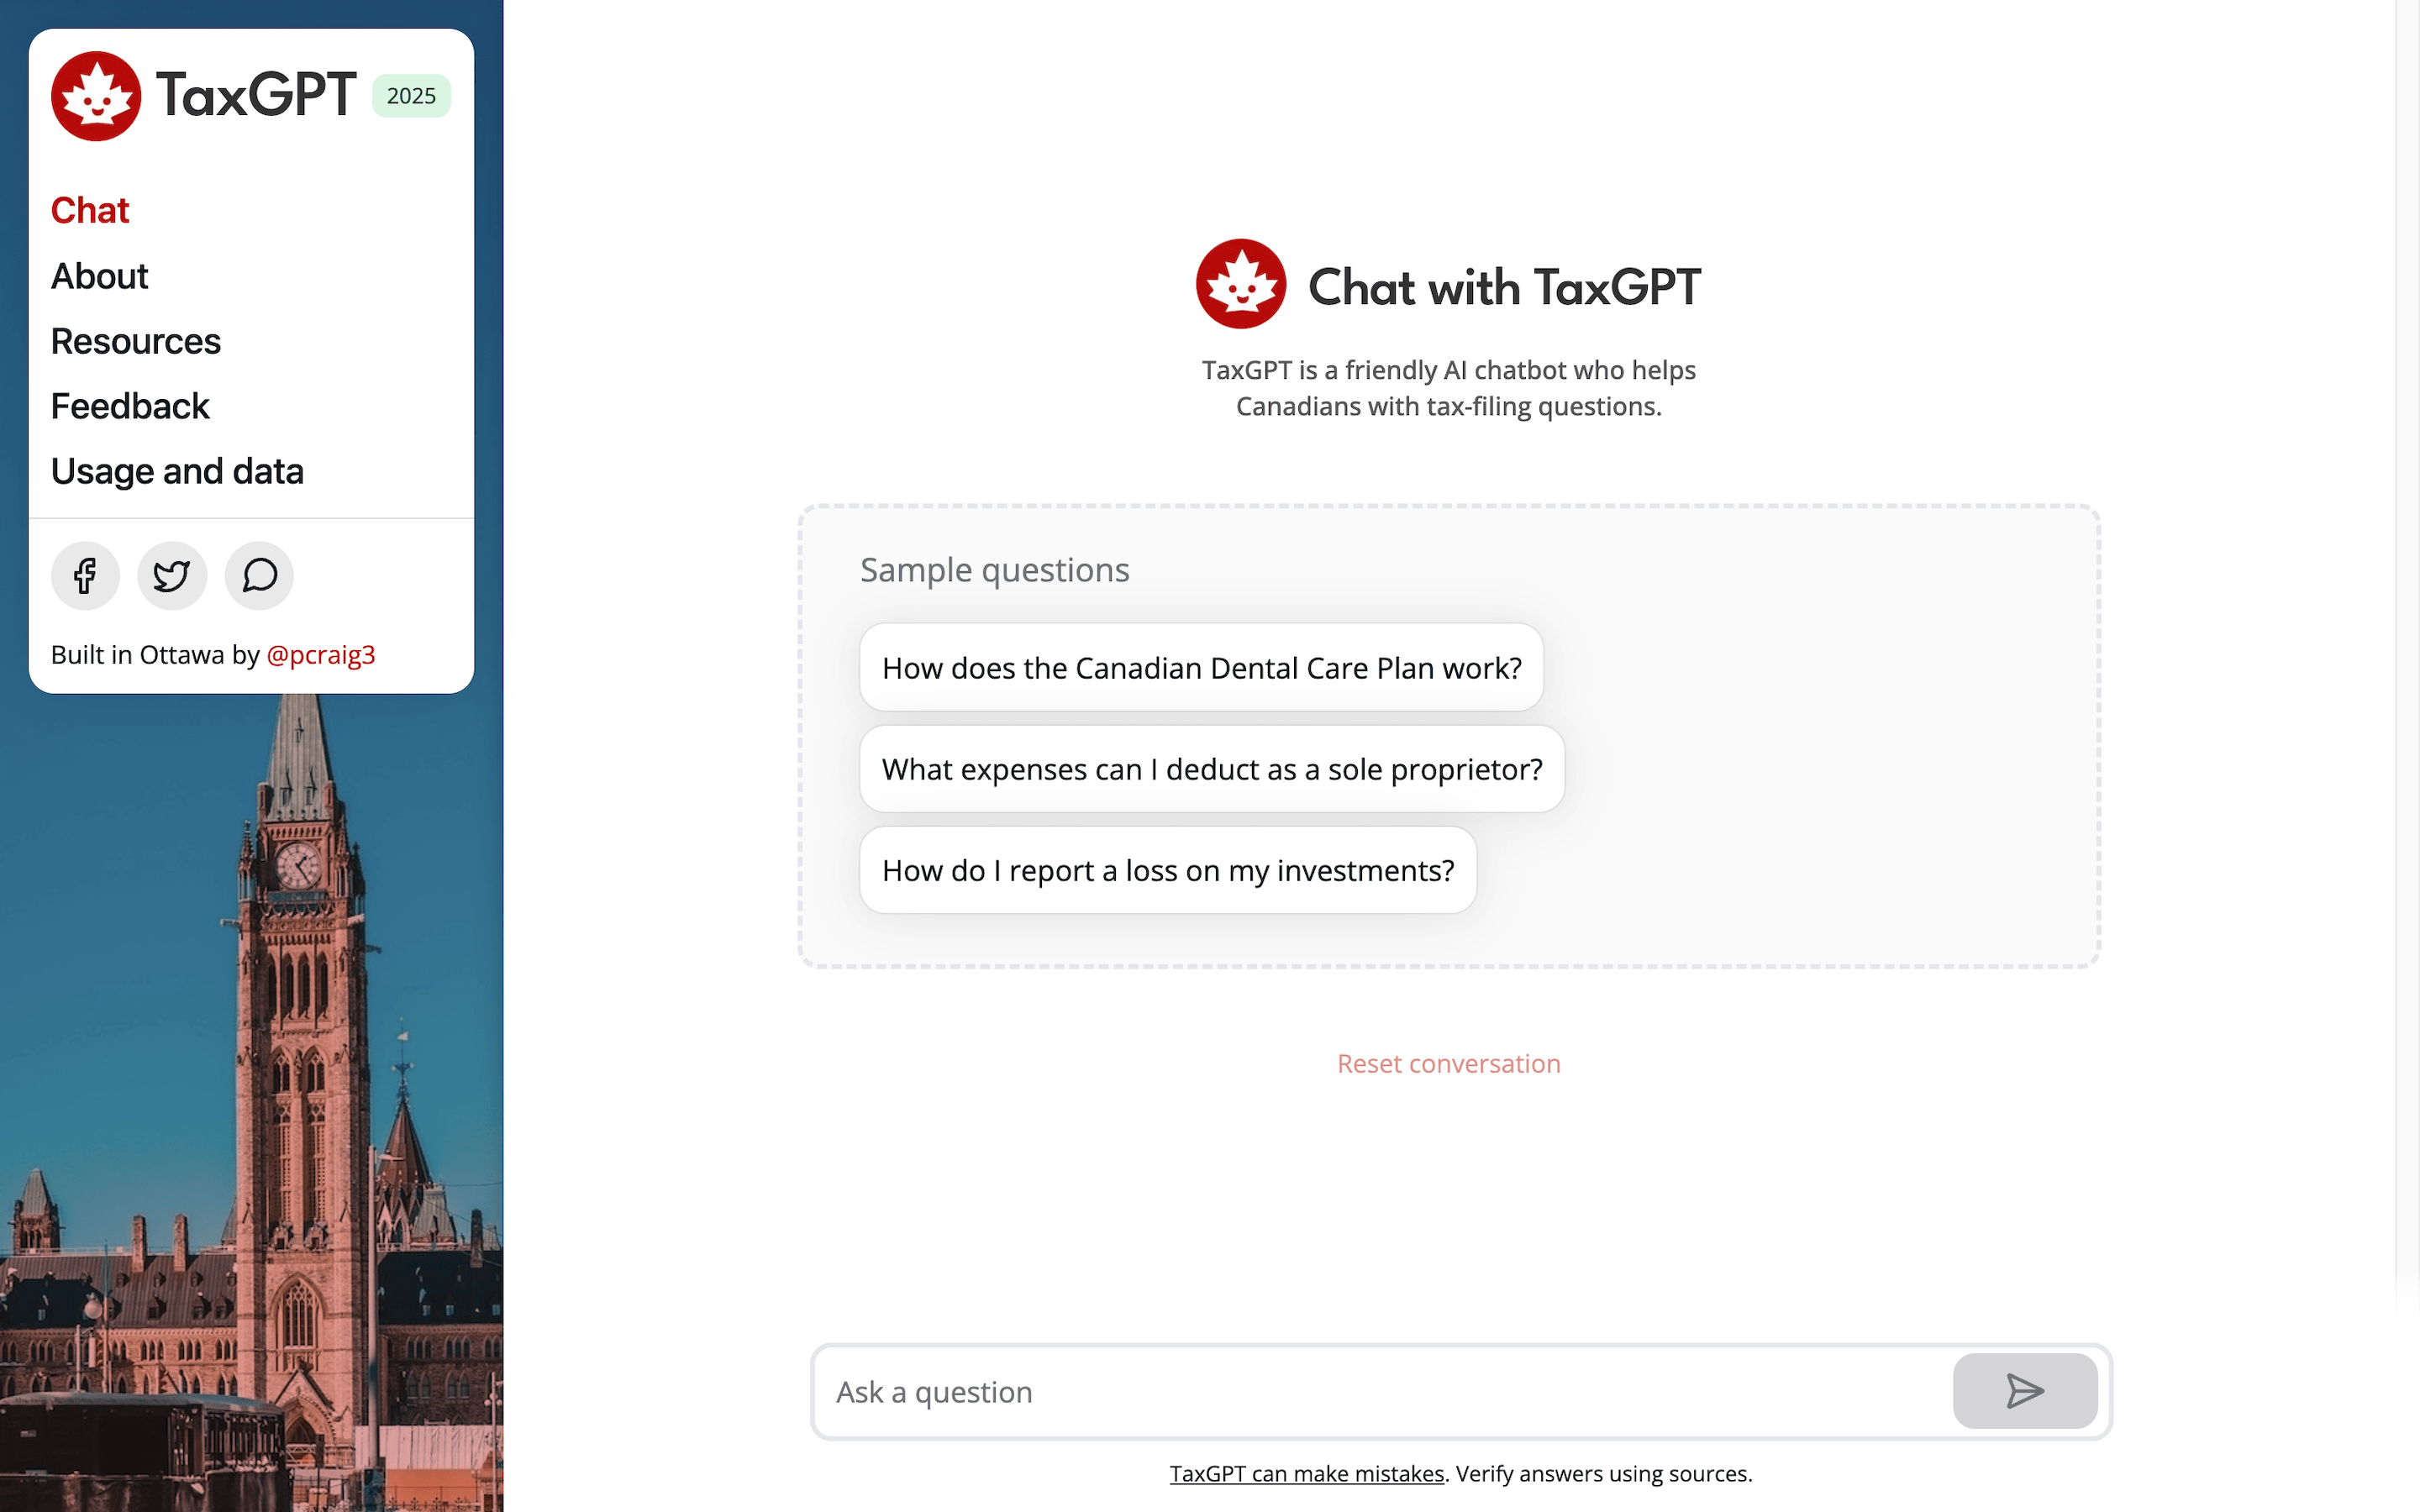 TaxGPT 2025
Chat
About
Resources
Feedback
Usage and data
Built in Ottawa by @pcraig3
Chat with TaxGPT
TaxGPT is a friendly AI chatbot who helps
Canadians with tax-filing questions.
Sample questions
How does the Canadian Dental Care Plan work?
What expenses can I deduct as a sole proprietor?
How do I report a loss on my investments?
Reset conversation
Ask a question
TaxGPT can make mistakes. Verify answers using sources.